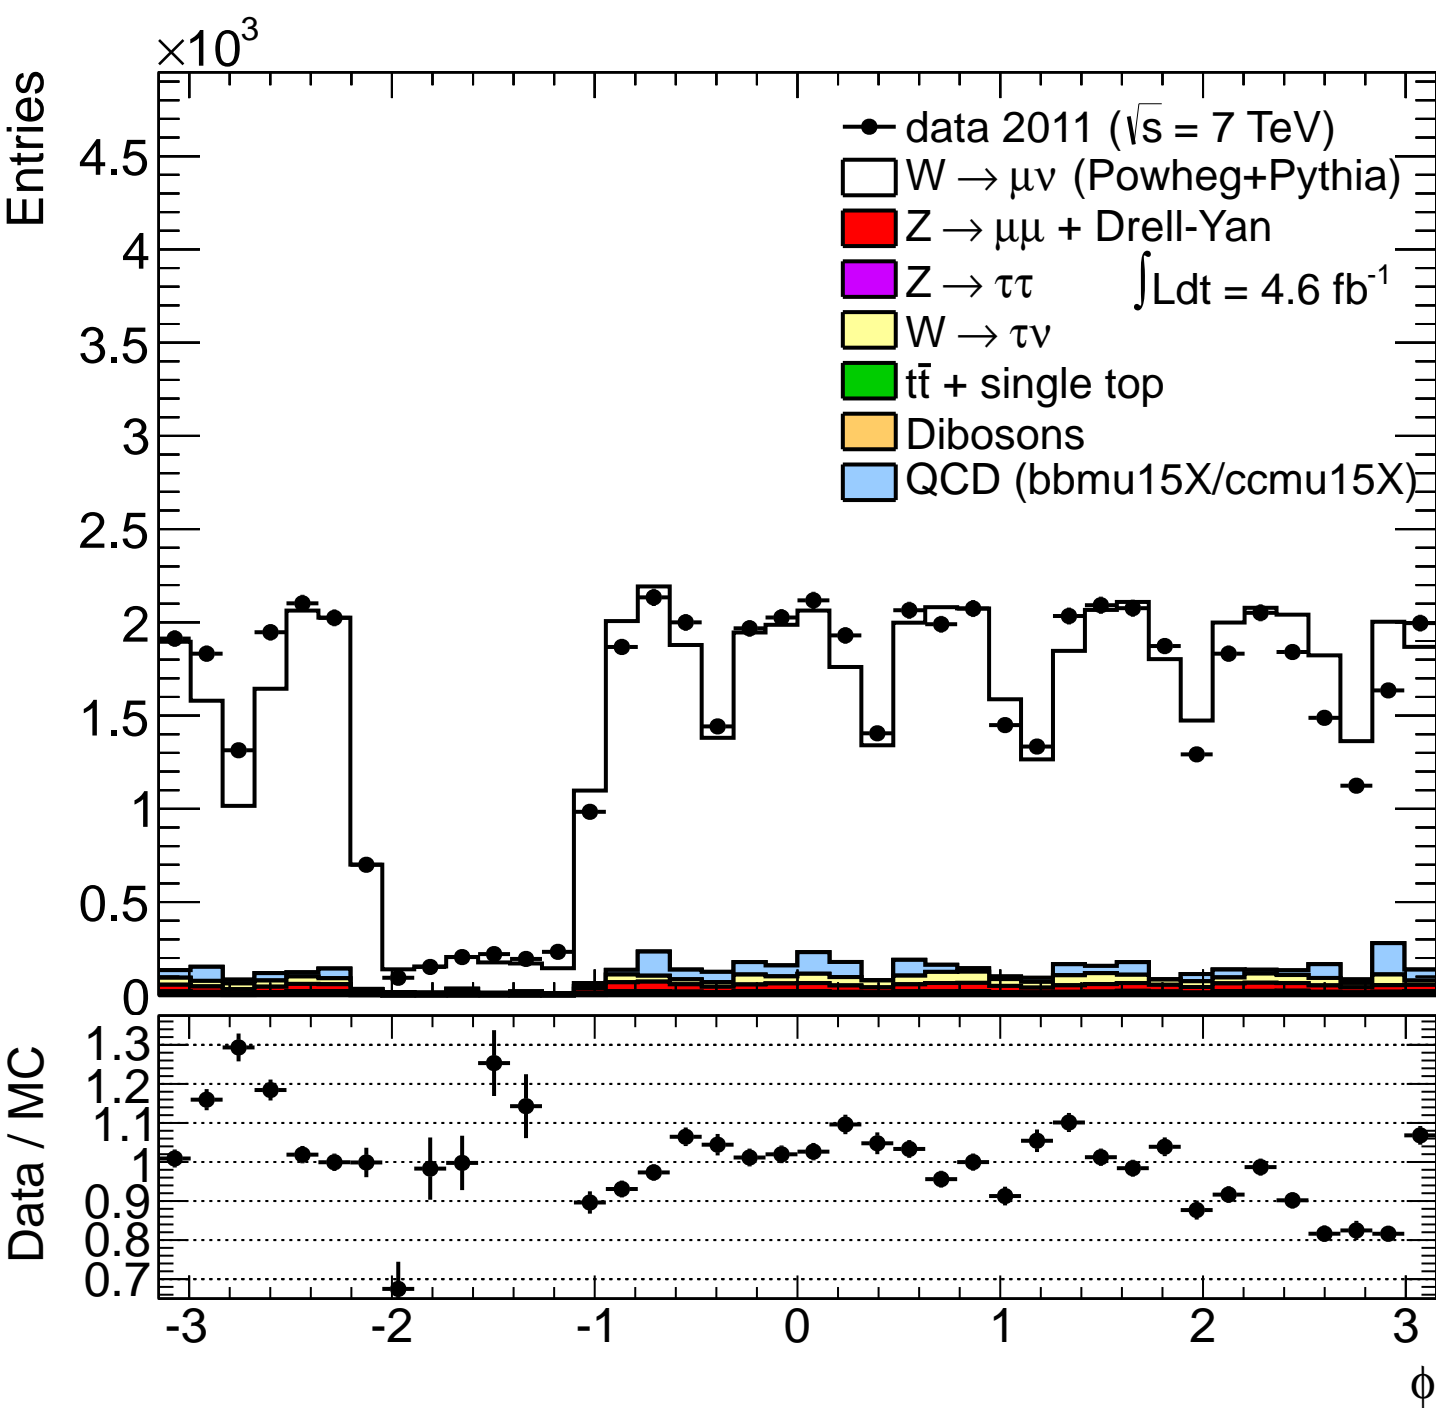 ×10³
Entries
4.5
4
3.5
3
2.5
2
1.5
1
0.5
0
data 2011 (√s = 7 TeV)
W → μν (Powheg+Pythia)
Z → μμ + Drell-Yan
Z → ττ
∫Ldt = 4.6 fb⁻¹
W → τν
tt̄ + single top
Dibosons
QCD (bbmu15X/ccmu15X)
Data / MC
1.3
1.2
1.1
1
0.9
0.8
0.7
-3 -2 -1 0 1 2 3
ϕ